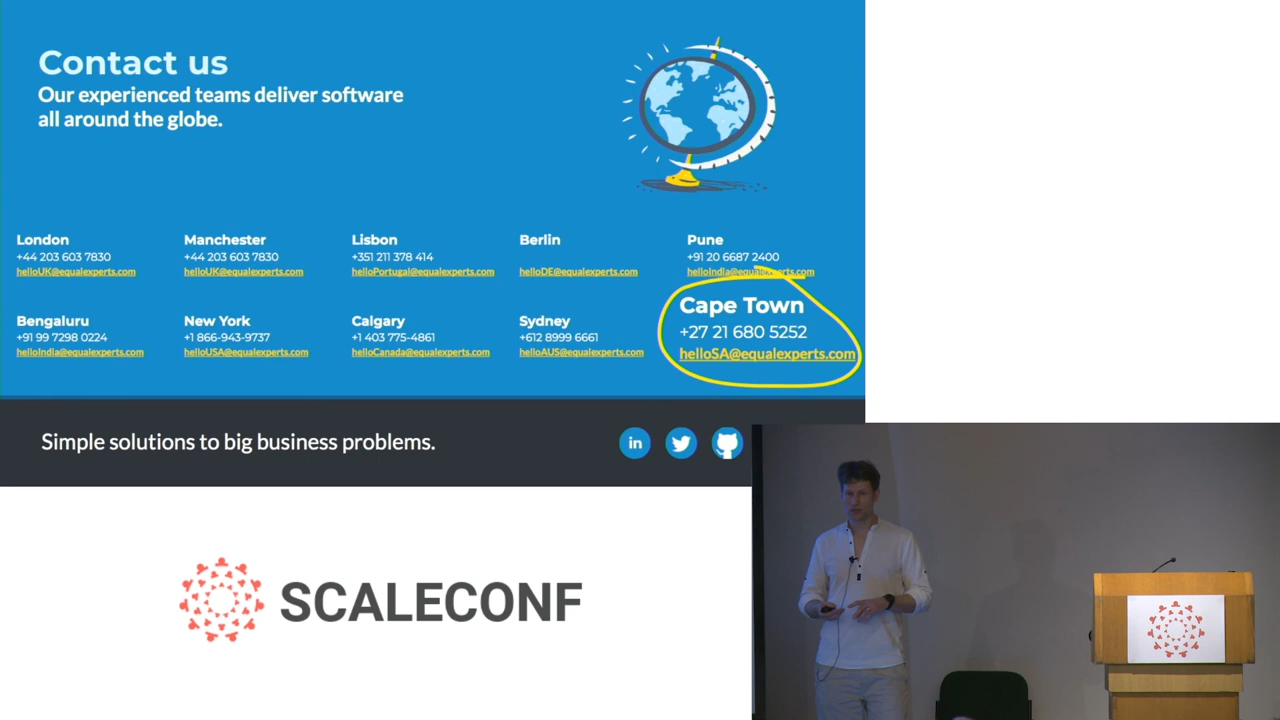 Contact us
Our experienced teams deliver software
all around the globe.
London
+44 203 603 7830
helloUK@equalexperts.com
Manchester
+44 203 603 7830
helloUK@equalexperts.com
Lisbon
+351 211 378 414
helloPortugal@equalexperts.com
Berlin
helloDE@equalexperts.com
Pune
+91 20 6687 2400
helloIndia@equalexperts.com
Bengaluru
+91 99 7298 0224
helloIndia@equalexperts.com
New York
+1 866-943-9737
helloUSA@equalexperts.com
Calgary
+1 403 775-4861
helloCanada@equalexperts.com
Sydney
+612 8999 6661
helloAUS@equalexperts.com
Cape Town
+27 21 680 5252
helloSA@equalexperts.com
Simple solutions to big business problems.
in
SCALECONF